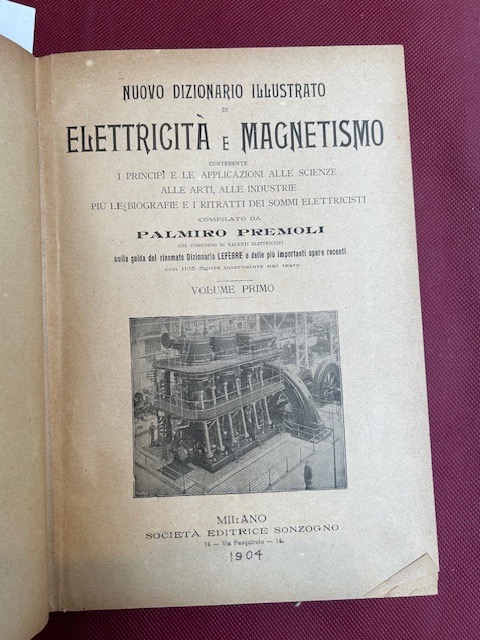 NUOVO DIZIONARIO ILLUSTRATO
DI
ELETTRICITÀ E MAGNETISMO
CONTENENTE
I PRINCIPÎ E LE APPLICAZIONI ALLE SCIENZE
ALLE ARTI, ALLE INDUSTRIE
PIÙ LE BIOGRAFIE E I RITRATTI DEI SOMMI ELETTRICISTI
COMPILATO DA
PALMIRO PREMOLI
COL CONCORSO DI VALENTI ELETTRICISTI
sulla guida del rinomato Dizionario LEFÈBRE e delle più importanti opere recenti
con 1135 figure intercalate nel testo
VOLUME PRIMO
MILANO
SOCIETÀ EDITRICE SONZOGNO
14 — Via Pasquirolo — 14.
1904